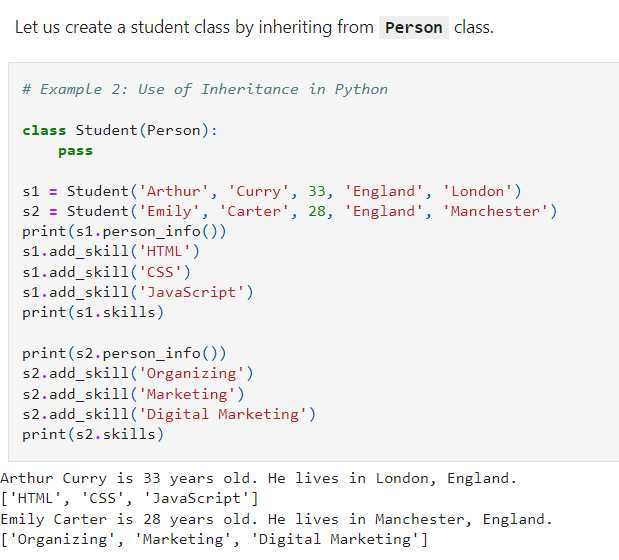 Let us create a student class by inheriting from Person class.
# Example 2: Use of Inheritance in Python
class Student(Person):
    pass
s1 = Student('Arthur', 'Curry', 33, 'England', 'London')
s2 = Student('Emily', 'Carter', 28, 'England', 'Manchester')
print(s1.person_info())
s1.add_skill('HTML')
s1.add_skill('CSS')
s1.add_skill('JavaScript')
print(s1.skills)
print(s2.person_info())
s2.add_skill('Organizing')
s2.add_skill('Marketing')
s2.add_skill('Digital Marketing')
print(s2.skills)
Arthur Curry is 33 years old. He lives in London, England.
['HTML', 'CSS', 'JavaScript']
Emily Carter is 28 years old. He lives in Manchester, England.
['Organizing', 'Marketing', 'Digital Marketing']